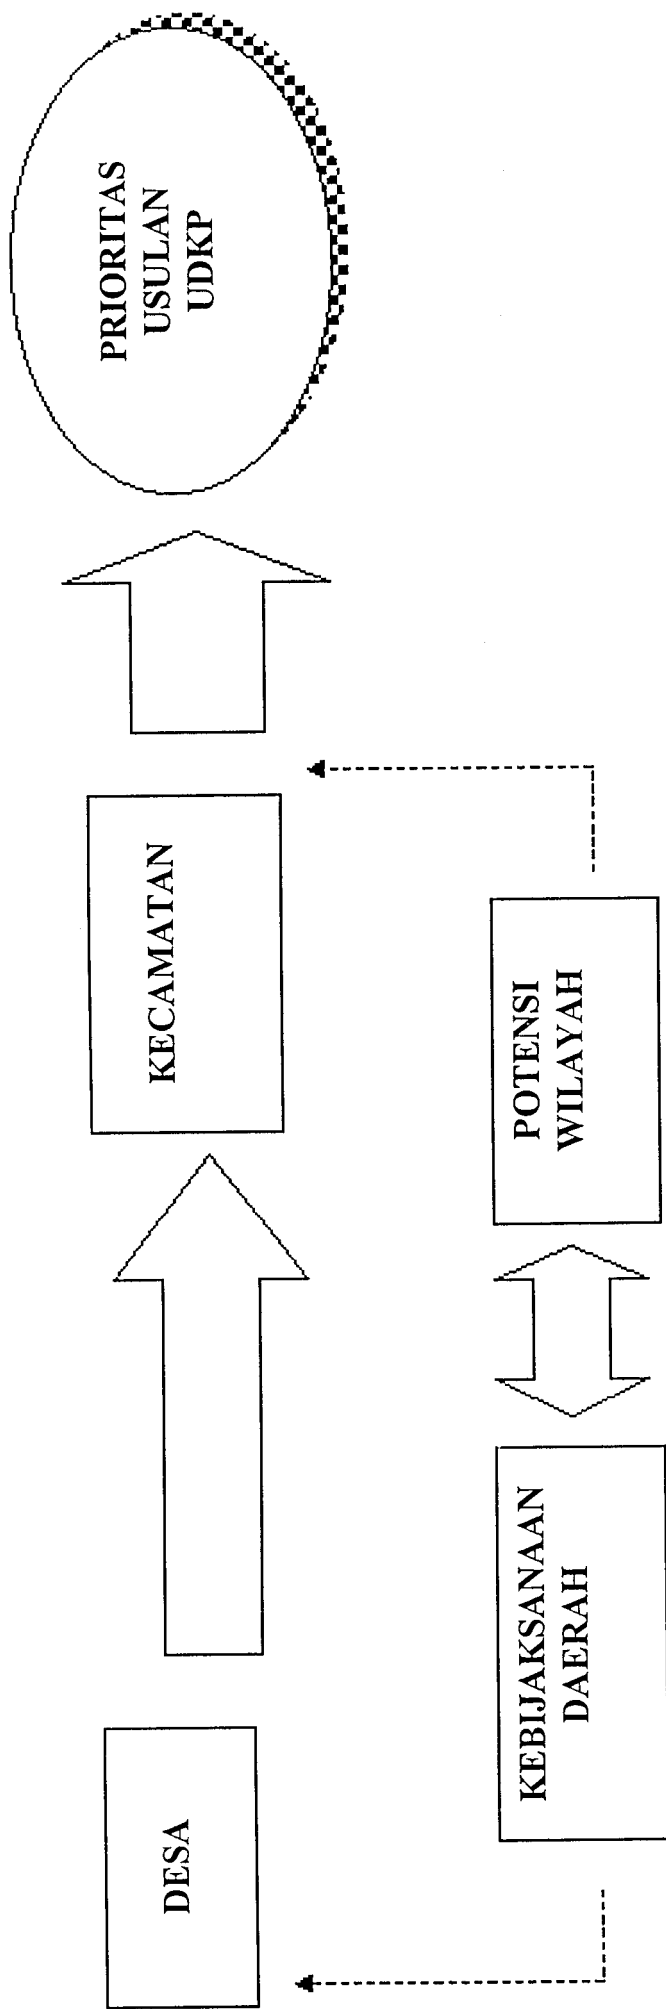 DESA
KECAMATAN
PRIORITAS
USULAN
UDKP
KEBIJAKSANAAN
DAERAH
POTENSI
WILAYAH